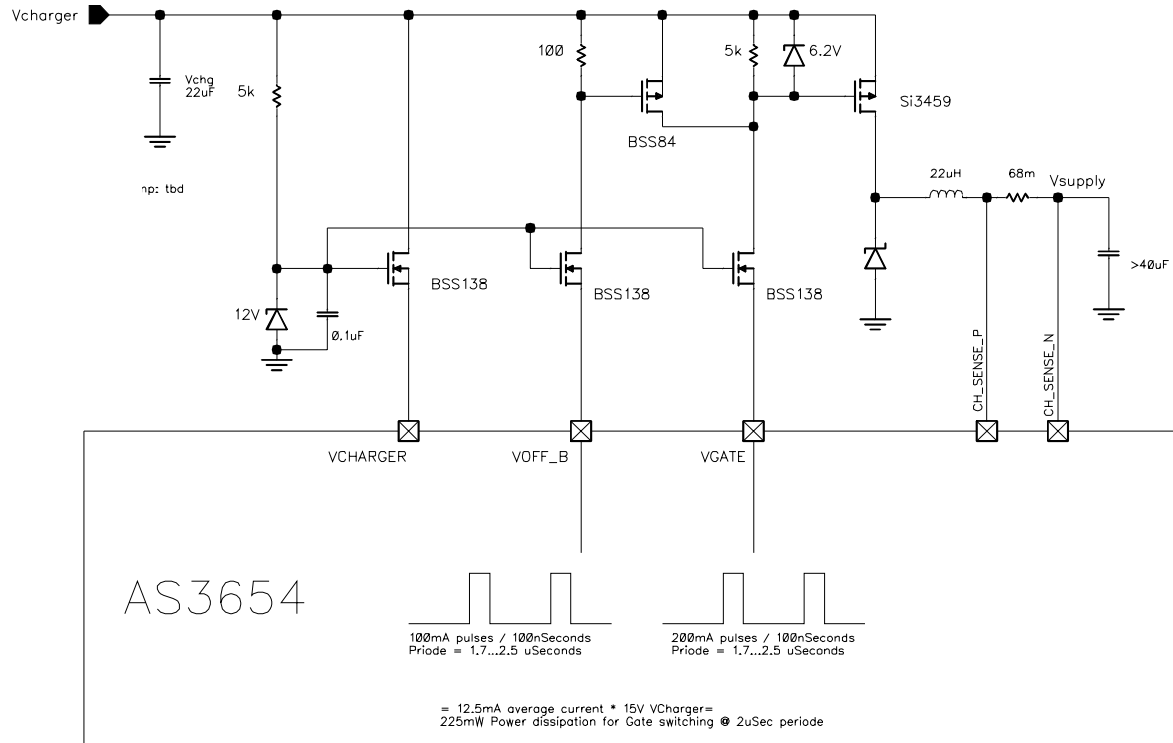 Vcharger
Vchg
22uF
5k
100
5k
6.2V
BSS84
Si3459
np: tbd
22uH
68m
Vsupply
>40uF
BSS138
BSS138
BSS138
12V
0.1uF
CH_SENSE_P
CH_SENSE_N
VCHARGER
VOFF_B
VGATE
AS3654
100mA pulses / 100nSeconds
Priode = 1.7...2.5 uSeconds
200mA pulses / 100nSeconds
Priode = 1.7...2.5 uSeconds
= 12.5mA average current * 15V VCharger=
225mW Power dissipation for Gate switching @ 2uSec periode